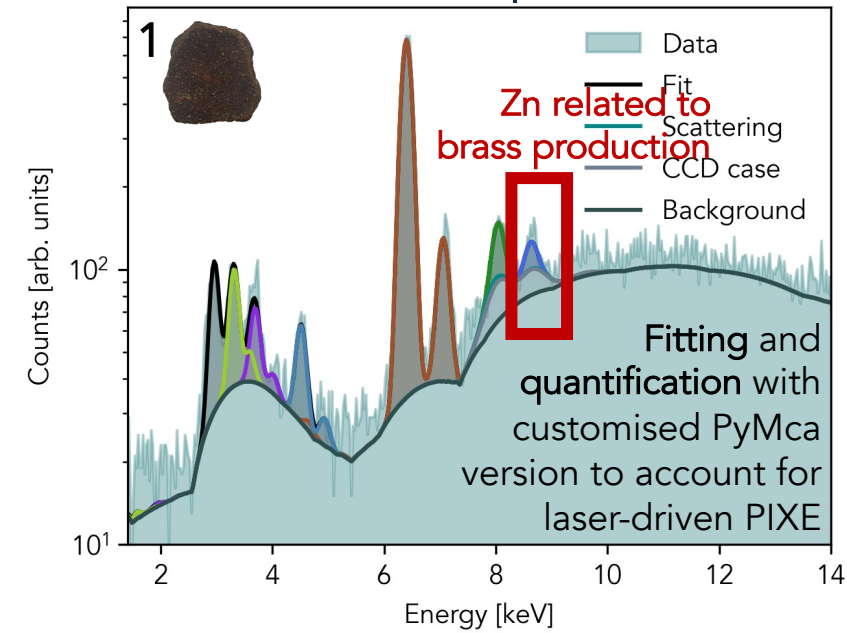 1
Data
Fit
Zn related to
Scattering
brass production
CCD case
Background
Counts [arb. units]
10²
10¹
Fitting and
quantification with
customised PyMca
version to account for
laser-driven PIXE
2 4 6 8 10 12 14
Energy [keV]